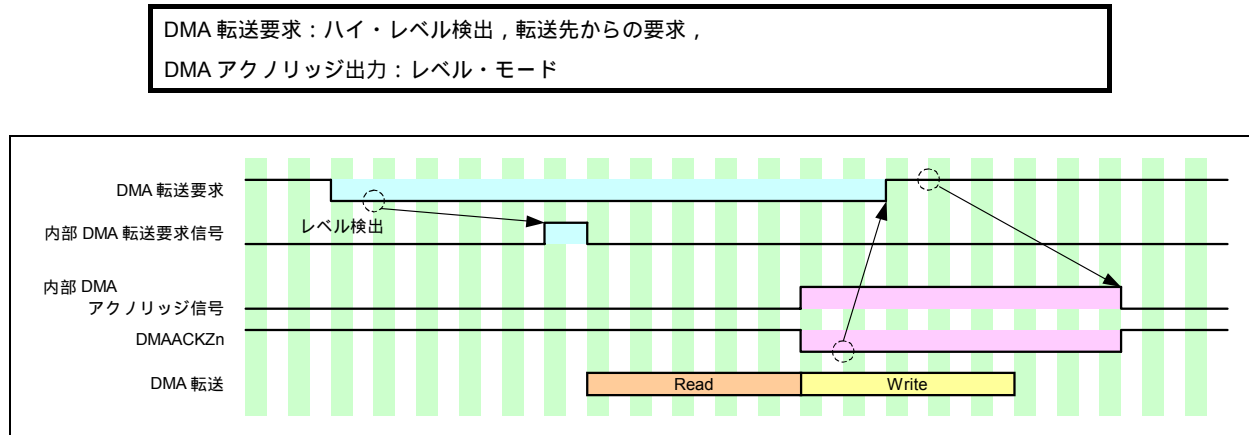 DMA 転送要求：ハイ・レベル検出，転送先からの要求，
DMA アクノリッジ出力：レベル・モード
DMA 転送要求
レベル検出
内部 DMA 転送要求信号
内部 DMA
アクノリッジ信号
DMAACKZn
DMA 転送
Read
Write